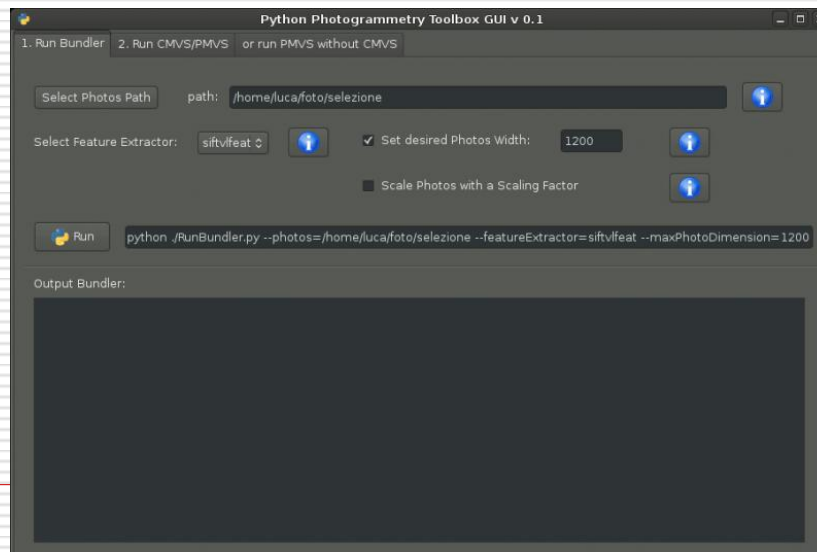 Python Photogrammetry Toolbox GUI v 0.1
1. Run Bundler 2. Run CMVS/PMVS or run PMVS without CMVS
Select Photos Path path: /home/luca/foto/selezione
Select Feature Extractor: siftvlfeat Set desired Photos Width: 1200
Scale Photos with a Scaling Factor
Run python ./RunBundler.py --photos=/home/luca/foto/selezione --featureExtractor=siftvlfeat --maxPhotoDimension=1200
Output Bundler: